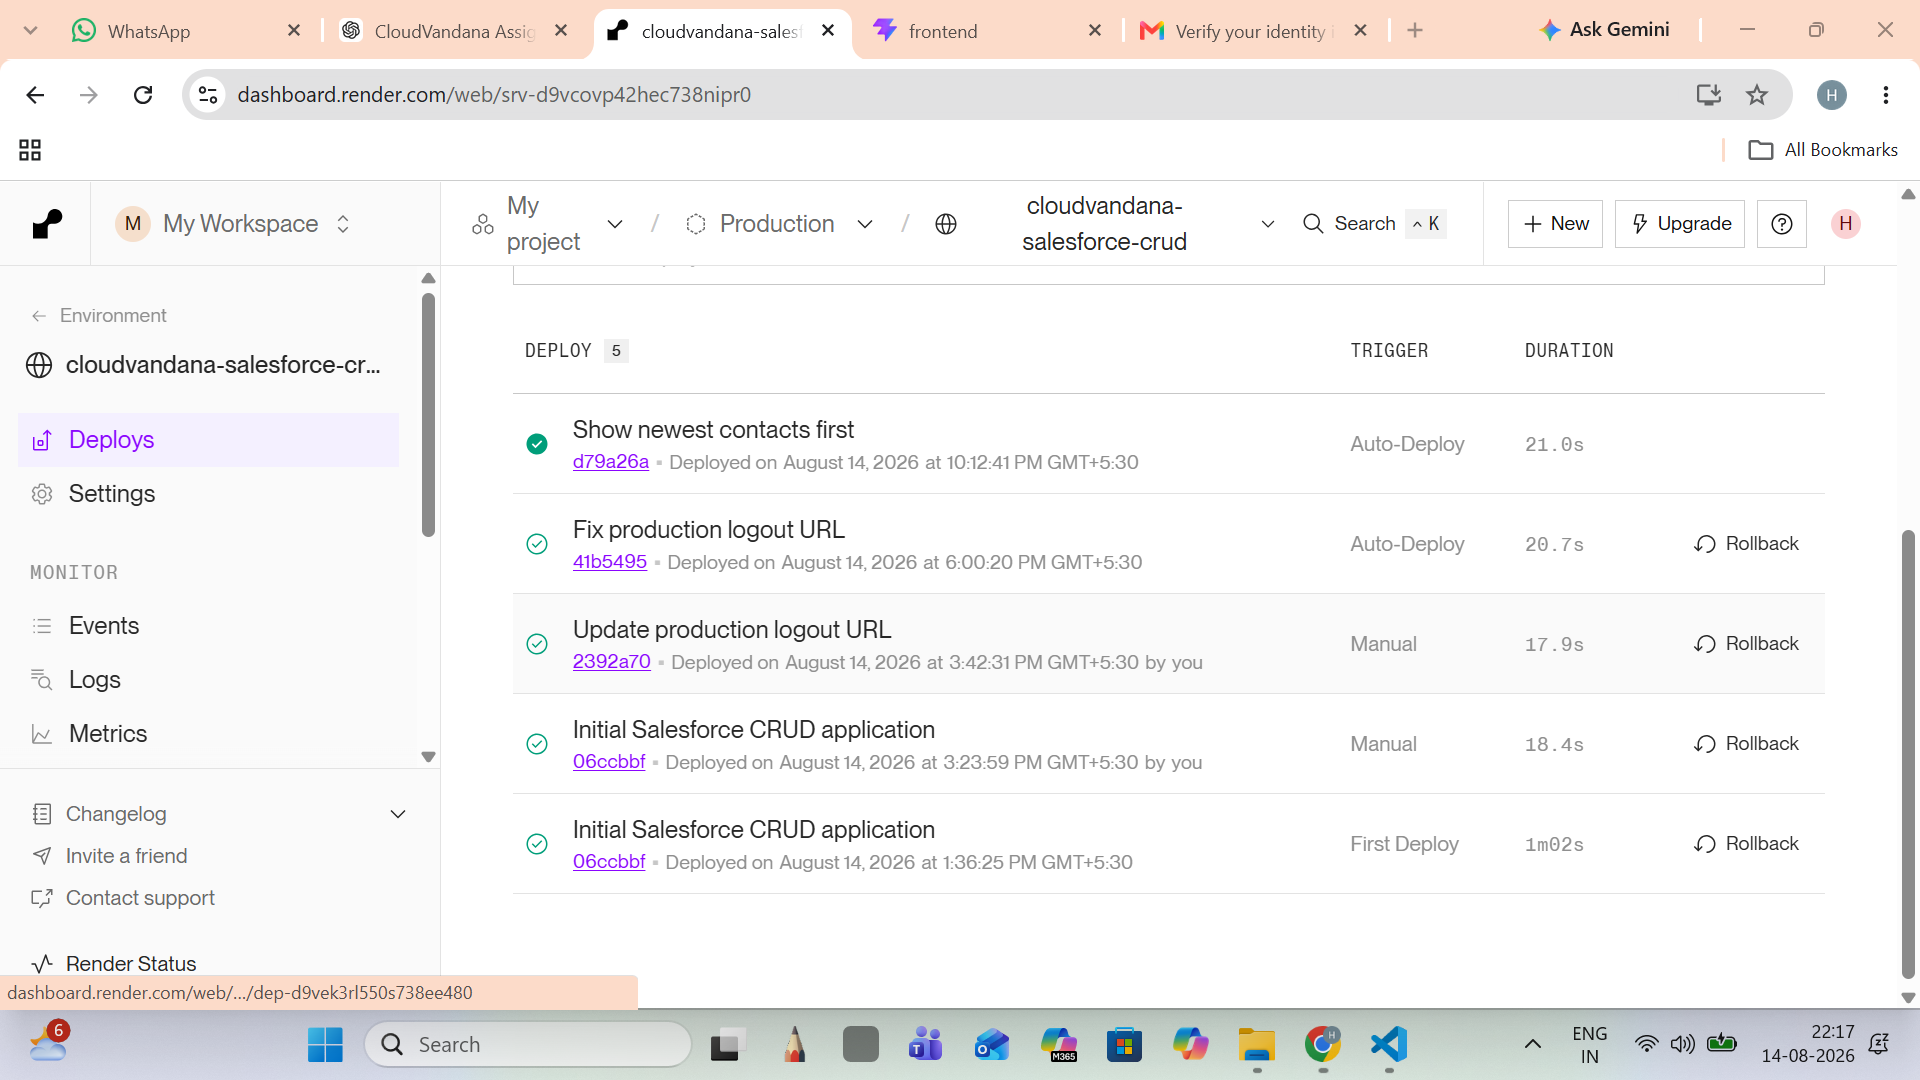 WhatsApp
CloudVandana Assig
cloudvandana-sales
frontend
Verify your identity i
Ask Gemini
dashboard.render.com/web/srv-d9vcovp42hec738nipr0
H
All Bookmarks
M
My Workspace
My project
/
Production
/
cloudvandana-salesforce-crud
Search
K
New
Upgrade
H
Environment
cloudvandana-salesforce-cr...
Deploys
Settings
MONITOR
Events
Logs
Metrics
Changelog
Invite a friend
Contact support
Render Status
DEPLOY 5
TRIGGER
DURATION
Show newest contacts first
d79a26a Deployed on August 14, 2026 at 10:12:41 PM GMT+5:30
Auto-Deploy
21.0s
Fix production logout URL
41b5495 Deployed on August 14, 2026 at 6:00:20 PM GMT+5:30
Auto-Deploy
20.7s
Rollback
Update production logout URL
2392a70 Deployed on August 14, 2026 at 3:42:31 PM GMT+5:30 by you
Manual
17.9s
Rollback
Initial Salesforce CRUD application
06ccbbf Deployed on August 14, 2026 at 3:23:59 PM GMT+5:30 by you
Manual
18.4s
Rollback
Initial Salesforce CRUD application
06ccbbf Deployed on August 14, 2026 at 1:36:25 PM GMT+5:30
First Deploy
1m02s
Rollback
dashboard.render.com/web/.../dep-d9vek3rl550s738ee480
6
Search
M365
ENG
IN
22:17
14-08-2026